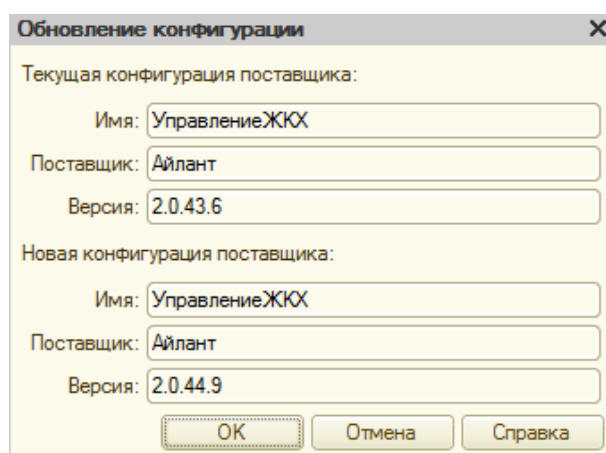 Обновление конфигурации
Текущая конфигурация поставщика:
Имя: УправлениеЖКХ
Поставщик: Айлант
Версия: 2.0.43.6
Новая конфигурация поставщика:
Имя: УправлениеЖКХ
Поставщик: Айлант
Версия: 2.0.44.9
OK Отмена Справка